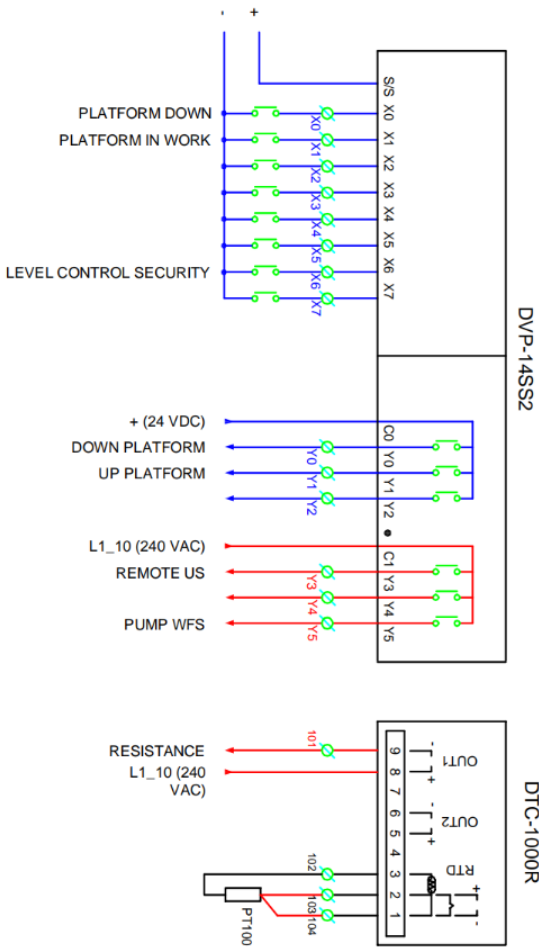 - +
S/S
PLATFORM DOWN X0 X0
PLATFORM IN WORK X1 X1
X2 X2
X3 X3
X4 X4
X5 X5
LEVEL CONTROL SECURITY X6 X6
X7 X7
DVP-14SS2
+ (24 VDC) C0
DOWN PLATFORM Y0 Y0
UP PLATFORM Y1 Y1
Y2 Y2
L1_10 (240 VAC) C1
REMOTE US Y3 Y3
Y4 Y4
PUMP WFS Y5 Y5
DTC-1000R
RESISTANCE 101 9 - OUT1
L1_10 (240 8 +
VAC) 7
6 - OUT2
5 +
4
102 3 RTD
103 2 +
104 1 -
PT100